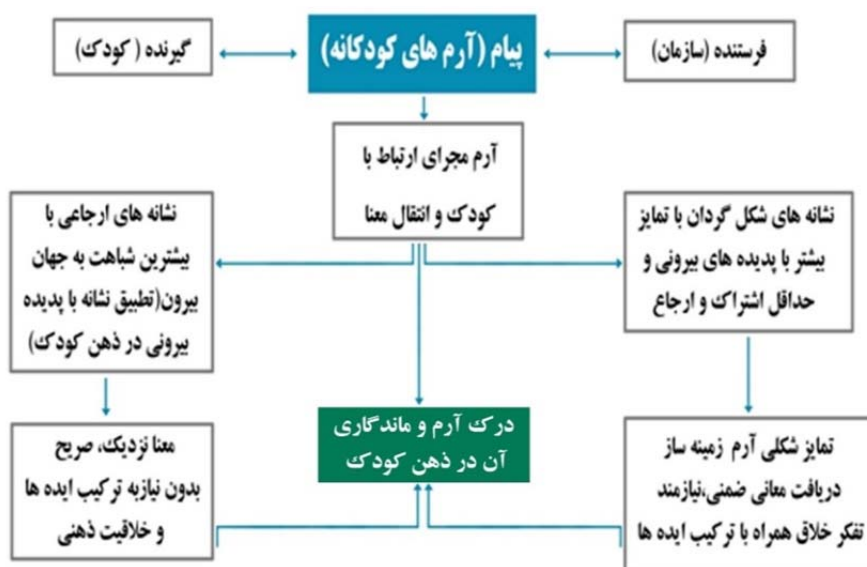 فرستنده (سازمان)
پیام (آرم های کودکانه)
گیرنده ( کودک)
آرم مجرای ارتباط با
کودک و انتقال معنا
نشانه های شکل گردان با تمایز
بیشتر با پدیده های بیرونی و
حداقل اشتراک و ارجاع
نشانه های ارجاعی با
بیشترین شباهت به جهان
بیرون(تطبیق نشانه با پدیده
بیرونی در ذهن کودک)
تمایز شکلی آرم زمینه ساز
دریافت معانی ضمنی،نیازمند
تفکر خلاق همراه با ترکیب ایده ها
درک آرم و ماندگاری
آن در ذهن کودک
معنا نزدیک، صریح
بدون نیازبه ترکیب ایده ها
و خلاقیت ذهنی